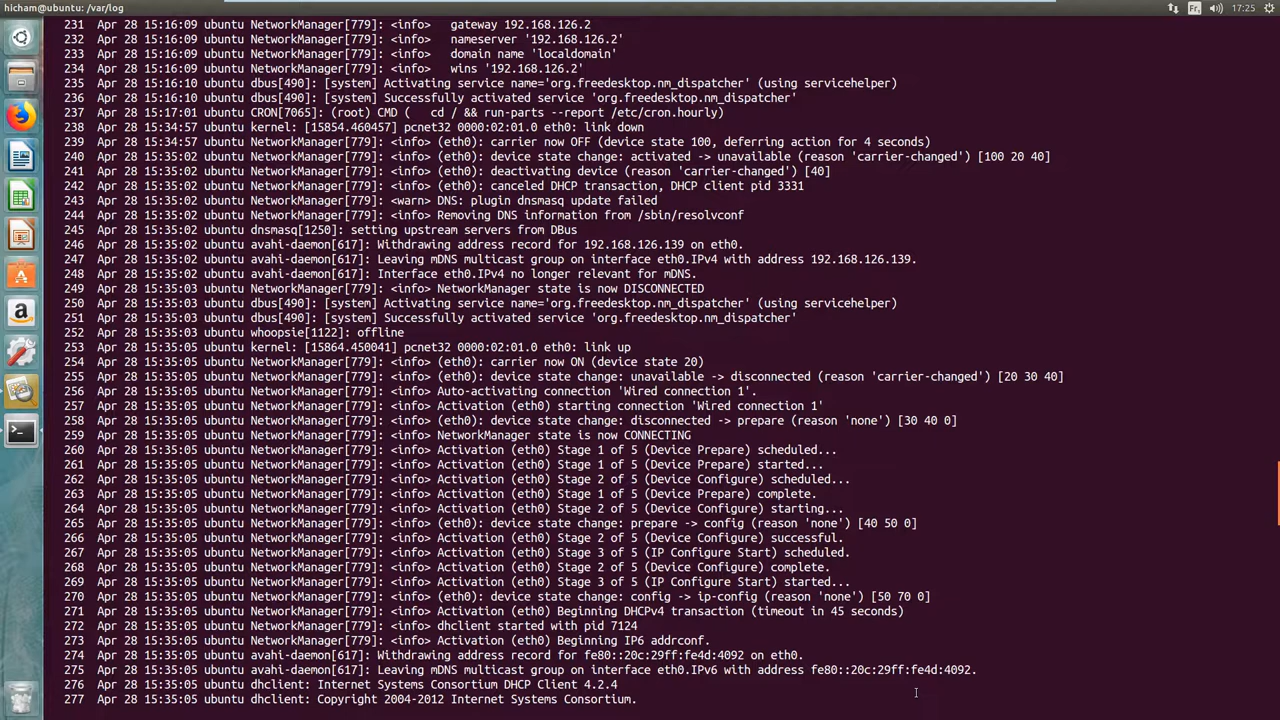 hicham@ubuntu: /var/log
Fr
17:25
231 Apr 28 15:16:09 ubuntu NetworkManager[779]: <info>   gateway 192.168.126.2
232 Apr 28 15:16:09 ubuntu NetworkManager[779]: <info>   nameserver '192.168.126.2'
233 Apr 28 15:16:09 ubuntu NetworkManager[779]: <info>   domain name 'localdomain'
234 Apr 28 15:16:09 ubuntu NetworkManager[779]: <info>   wins '192.168.126.2'
235 Apr 28 15:16:10 ubuntu dbus[490]: [system] Activating service name='org.freedesktop.nm_dispatcher' (using servicehelper)
236 Apr 28 15:16:10 ubuntu dbus[490]: [system] Successfully activated service 'org.freedesktop.nm_dispatcher'
237 Apr 28 15:17:01 ubuntu CRON[7065]: (root) CMD (   cd / && run-parts --report /etc/cron.hourly)
238 Apr 28 15:34:57 ubuntu kernel: [15854.460457] pcnet32 0000:02:01.0 eth0: link down
239 Apr 28 15:34:57 ubuntu NetworkManager[779]: <info> (eth0): carrier now OFF (device state 100, deferring action for 4 seconds)
240 Apr 28 15:35:02 ubuntu NetworkManager[779]: <info> (eth0): device state change: activated -> unavailable (reason 'carrier-changed') [100 20 40]
241 Apr 28 15:35:02 ubuntu NetworkManager[779]: <info> (eth0): deactivating device (reason 'carrier-changed') [40]
242 Apr 28 15:35:02 ubuntu NetworkManager[779]: <info> (eth0): canceled DHCP transaction, DHCP client pid 3331
243 Apr 28 15:35:02 ubuntu NetworkManager[779]: <warn> DNS: plugin dnsmasq update failed
244 Apr 28 15:35:02 ubuntu NetworkManager[779]: <info> Removing DNS information from /sbin/resolvconf
245 Apr 28 15:35:02 ubuntu dnsmasq[1250]: setting upstream servers from DBus
246 Apr 28 15:35:02 ubuntu avahi-daemon[617]: Withdrawing address record for 192.168.126.139 on eth0.
247 Apr 28 15:35:02 ubuntu avahi-daemon[617]: Leaving mDNS multicast group on interface eth0.IPv4 with address 192.168.126.139.
248 Apr 28 15:35:02 ubuntu avahi-daemon[617]: Interface eth0.IPv4 no longer relevant for mDNS.
249 Apr 28 15:35:03 ubuntu NetworkManager[779]: <info> NetworkManager state is now DISCONNECTED
250 Apr 28 15:35:03 ubuntu dbus[490]: [system] Activating service name='org.freedesktop.nm_dispatcher' (using servicehelper)
251 Apr 28 15:35:03 ubuntu dbus[490]: [system] Successfully activated service 'org.freedesktop.nm_dispatcher'
252 Apr 28 15:35:03 ubuntu whoopsie[1122]: offline
253 Apr 28 15:35:03 ubuntu kernel: [15864.450041] pcnet32 0000:02:01.0 eth0: link up
254 Apr 28 15:35:05 ubuntu NetworkManager[779]: <info> (eth0): carrier now ON (device state 20)
255 Apr 28 15:35:05 ubuntu NetworkManager[779]: <info> (eth0): device state change: unavailable -> disconnected (reason 'carrier-changed') [20 30 40]
256 Apr 28 15:35:05 ubuntu NetworkManager[779]: <info> Auto-activating connection 'Wired connection 1'.
257 Apr 28 15:35:05 ubuntu NetworkManager[779]: <info> Activation (eth0) starting connection 'Wired connection 1'
258 Apr 28 15:35:05 ubuntu NetworkManager[779]: <info> (eth0): device state change: disconnected -> prepare (reason 'none') [30 40 0]
259 Apr 28 15:35:05 ubuntu NetworkManager[779]: <info> NetworkManager state is now CONNECTING
260 Apr 28 15:35:05 ubuntu NetworkManager[779]: <info> Activation (eth0) Stage 1 of 5 (Device Prepare) scheduled...
261 Apr 28 15:35:05 ubuntu NetworkManager[779]: <info> Activation (eth0) Stage 1 of 5 (Device Prepare) started...
262 Apr 28 15:35:05 ubuntu NetworkManager[779]: <info> Activation (eth0) Stage 2 of 5 (Device Configure) scheduled...
263 Apr 28 15:35:05 ubuntu NetworkManager[779]: <info> Activation (eth0) Stage 1 of 5 (Device Prepare) complete.
264 Apr 28 15:35:05 ubuntu NetworkManager[779]: <info> Activation (eth0) Stage 2 of 5 (Device Configure) starting...
265 Apr 28 15:35:05 ubuntu NetworkManager[779]: <info> (eth0): device state change: prepare -> config (reason 'none') [40 50 0]
266 Apr 28 15:35:05 ubuntu NetworkManager[779]: <info> Activation (eth0) Stage 2 of 5 (Device Configure) successful.
267 Apr 28 15:35:05 ubuntu NetworkManager[779]: <info> Activation (eth0) Stage 3 of 5 (IP Configure Start) scheduled.
268 Apr 28 15:35:05 ubuntu NetworkManager[779]: <info> Activation (eth0) Stage 2 of 5 (Device Configure) complete.
269 Apr 28 15:35:05 ubuntu NetworkManager[779]: <info> Activation (eth0) Stage 3 of 5 (IP Configure Start) started...
270 Apr 28 15:35:05 ubuntu NetworkManager[779]: <info> (eth0): device state change: config -> ip-config (reason 'none') [50 70 0]
271 Apr 28 15:35:05 ubuntu NetworkManager[779]: <info> Activation (eth0) Beginning DHCPv4 transaction (timeout in 45 seconds)
272 Apr 28 15:35:05 ubuntu NetworkManager[779]: <info> dhclient started with pid 7124
273 Apr 28 15:35:05 ubuntu NetworkManager[779]: <info> Activation (eth0) Beginning IP6 addrconf.
274 Apr 28 15:35:05 ubuntu avahi-daemon[617]: Withdrawing address record for fe80::20c:29ff:fe4d:4092 on eth0.
275 Apr 28 15:35:05 ubuntu avahi-daemon[617]: Leaving mDNS multicast group on interface eth0.IPv6 with address fe80::20c:29ff:fe4d:4092.
276 Apr 28 15:35:05 ubuntu dhclient: Internet Systems Consortium DHCP Client 4.2.4
277 Apr 28 15:35:05 ubuntu dhclient: Copyright 2004-2012 Internet Systems Consortium.